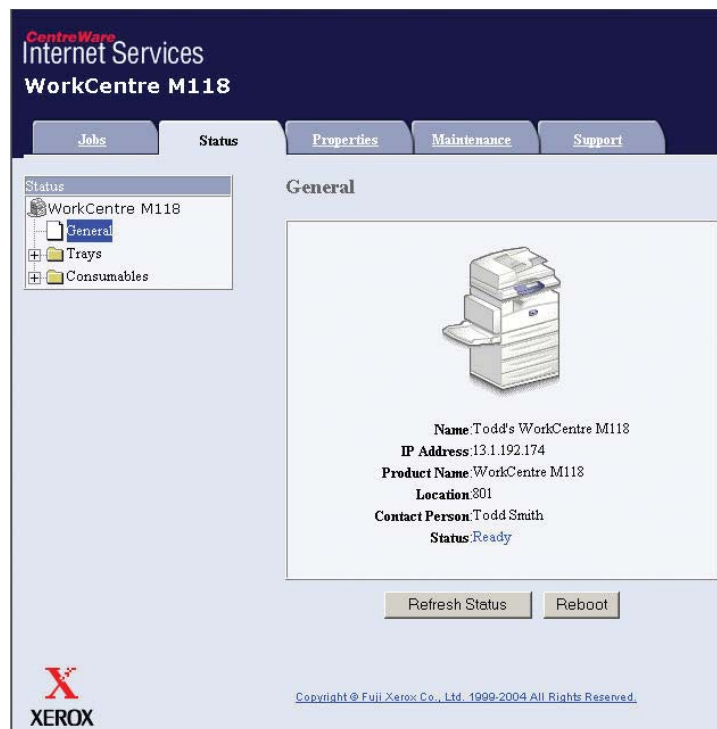 CentreWare
Internet Services
WorkCentre M118
Jobs
Status
Properties
Maintenance
Support
Status
WorkCentre M118
General
Trays
Consumables
General
Name:Todd's WorkCentre M118
IP Address:13.1.192.174
Product Name:WorkCentre M118
Location:801
Contact Person:Todd Smith
Status:Ready
Refresh Status
Reboot
X
XEROX
Copyright © Fuji Xerox Co., Ltd. 1999-2004 All Rights Reserved.